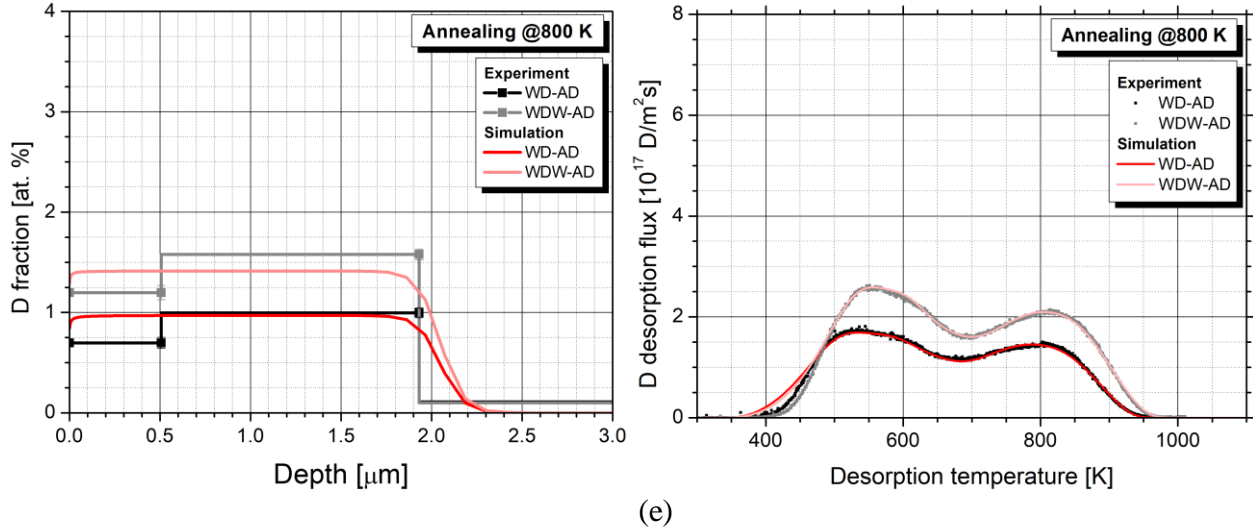 Annealing @800 K
Experiment
WD-AD
WDW-AD
Simulation
WD-AD
WDW-AD
D fraction [at. %]
4
3
2
1
0
0.0 0.5 1.0 1.5 2.0 2.5 3.0
Depth [μm]
Annealing @800 K
Experiment
WD-AD
WDW-AD
Simulation
WD-AD
WDW-AD
D desorption flux [10¹⁷ D/m²s]
8
6
4
2
0
400 600 800 1000
Desorption temperature [K]
(e)